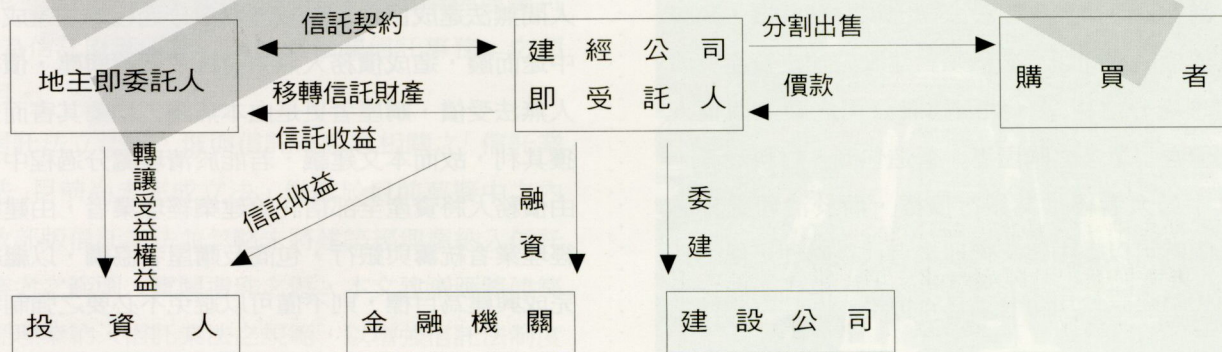 信託契約
分割出售
地主即委託人
建經公司
即受託人
購買者
移轉信託財產
價款
信託收益
轉讓受益權益
信託收益
融資
委建
投資人
金融機關
建設公司